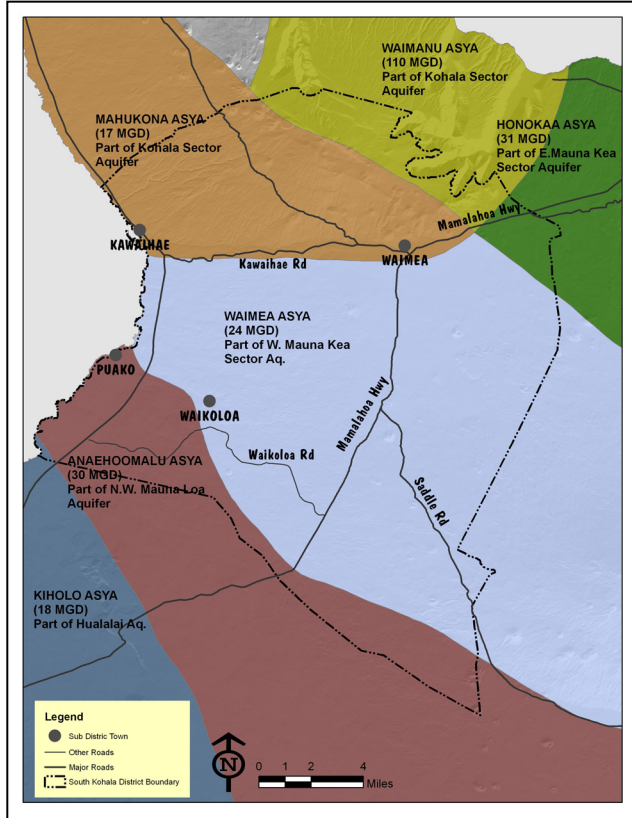 WAIMANU ASYA
(110 MGD)
Part of Kohala Sector
Aquifer
MAHUKONA ASYA
(17 MGD)
Part of Kohala Sector
Aquifer
HONOKAA ASYA
(31 MGD)
Part of E.Mauna Kea
Sector Aquifer
Mamalahoa Hwy
KAWAIHAE
Kawaihae Rd
WAIMEA
WAIMEA ASYA
(24 MGD)
Part of W. Mauna Kea
Sector Aq.
PUAKO
WAIKOLOA
Mamalahoa Hwy
Waikoloa Rd
Saddle Rd
ANAEHOOMALU ASYA
(30 MGD)
Part of N.W. Mauna Loa
Aquifer
KIHOLO ASYA
(18 MGD)
Part of Hualalai Aq.
Legend
Sub Distric Town
Other Roads
Major Roads
South Kohala District Boundary
N
0 1 2 4
Miles